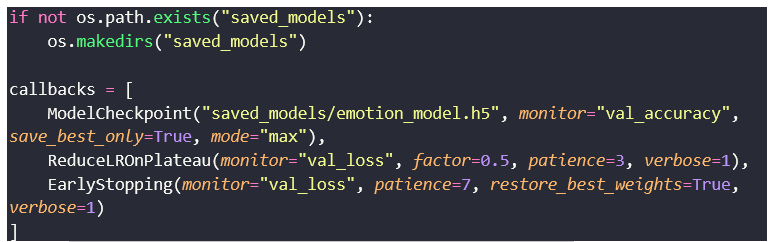 if not os.path.exists("saved_models"):
    os.makedirs("saved_models")

callbacks = [
    ModelCheckpoint("saved_models/emotion_model.h5", monitor="val_accuracy",
save_best_only=True, mode="max"),
    ReduceLROnPlateau(monitor="val_loss", factor=0.5, patience=3, verbose=1),
    EarlyStopping(monitor="val_loss", patience=7, restore_best_weights=True,
verbose=1)
]